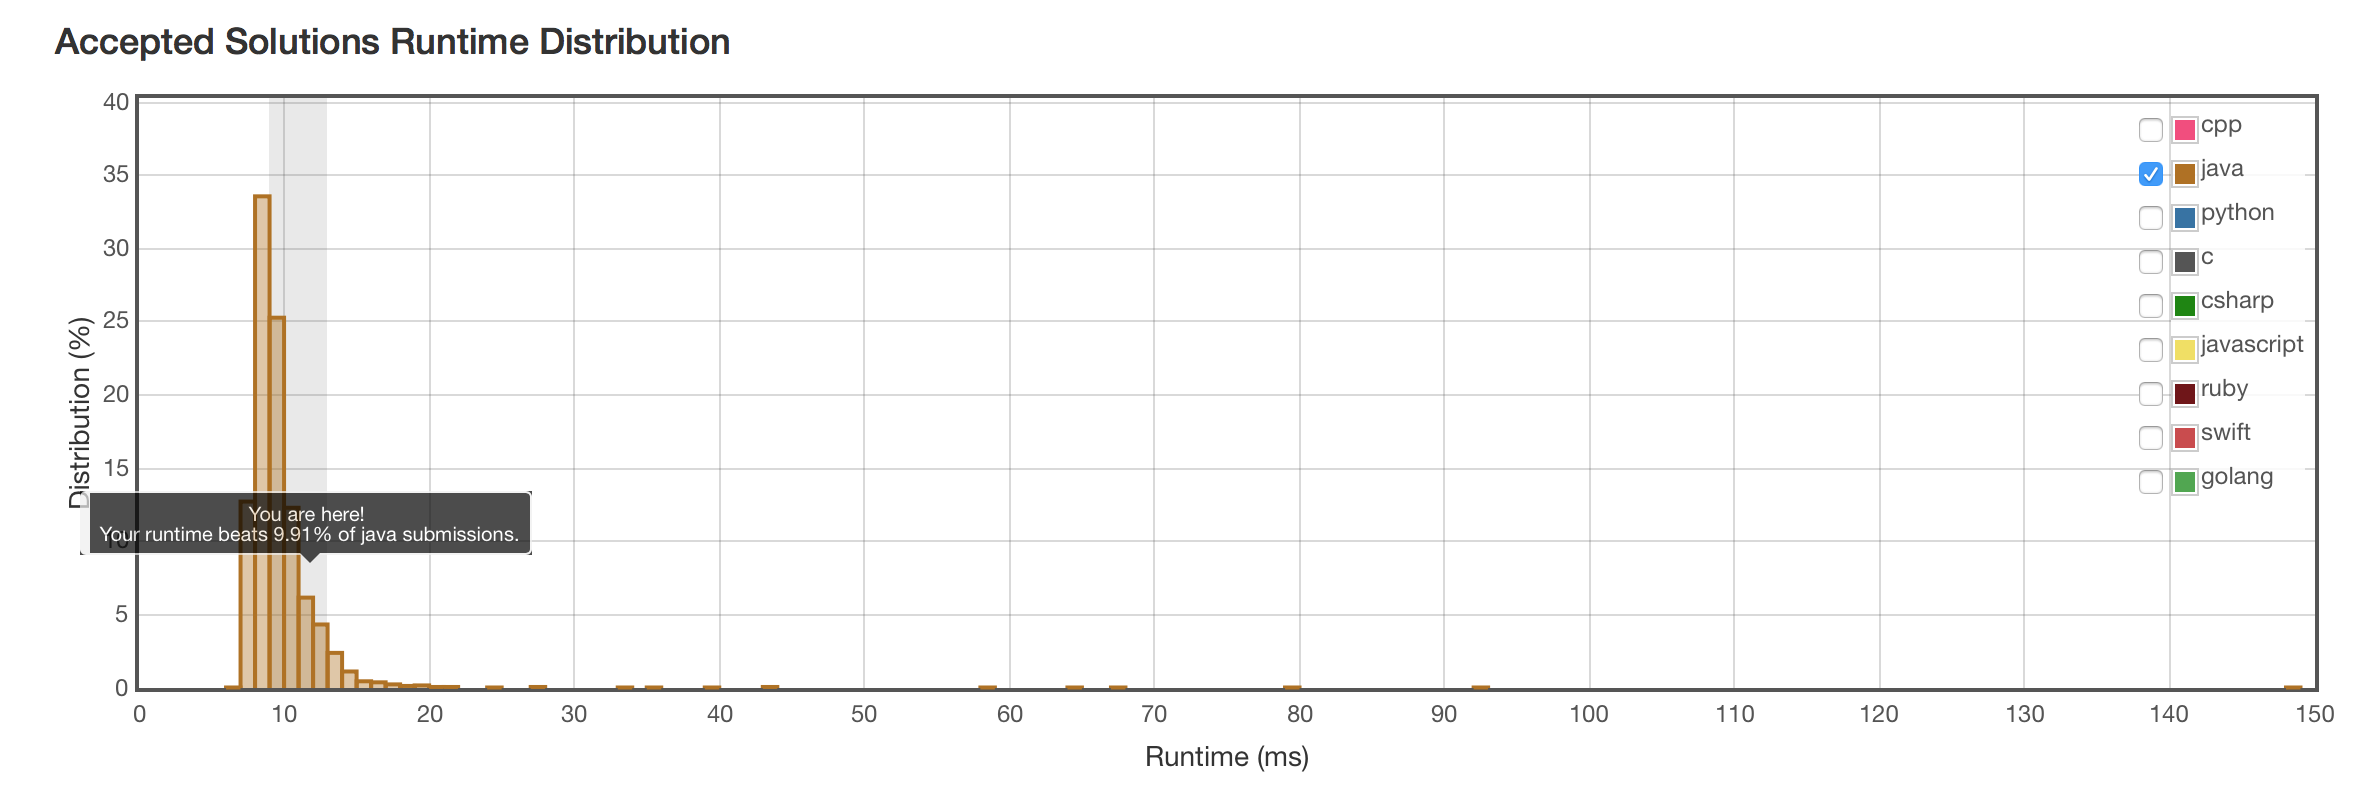 Accepted Solutions Runtime Distribution
40
35
30
25
20
15
10
5
0
Distribution (%)
You are here!
Your runtime beats 9.91% of java submissions.
cpp
java
python
c
csharp
javascript
ruby
swift
golang
0 10 20 30 40 50 60 70 80 90 100 110 120 130 140 150
Runtime (ms)